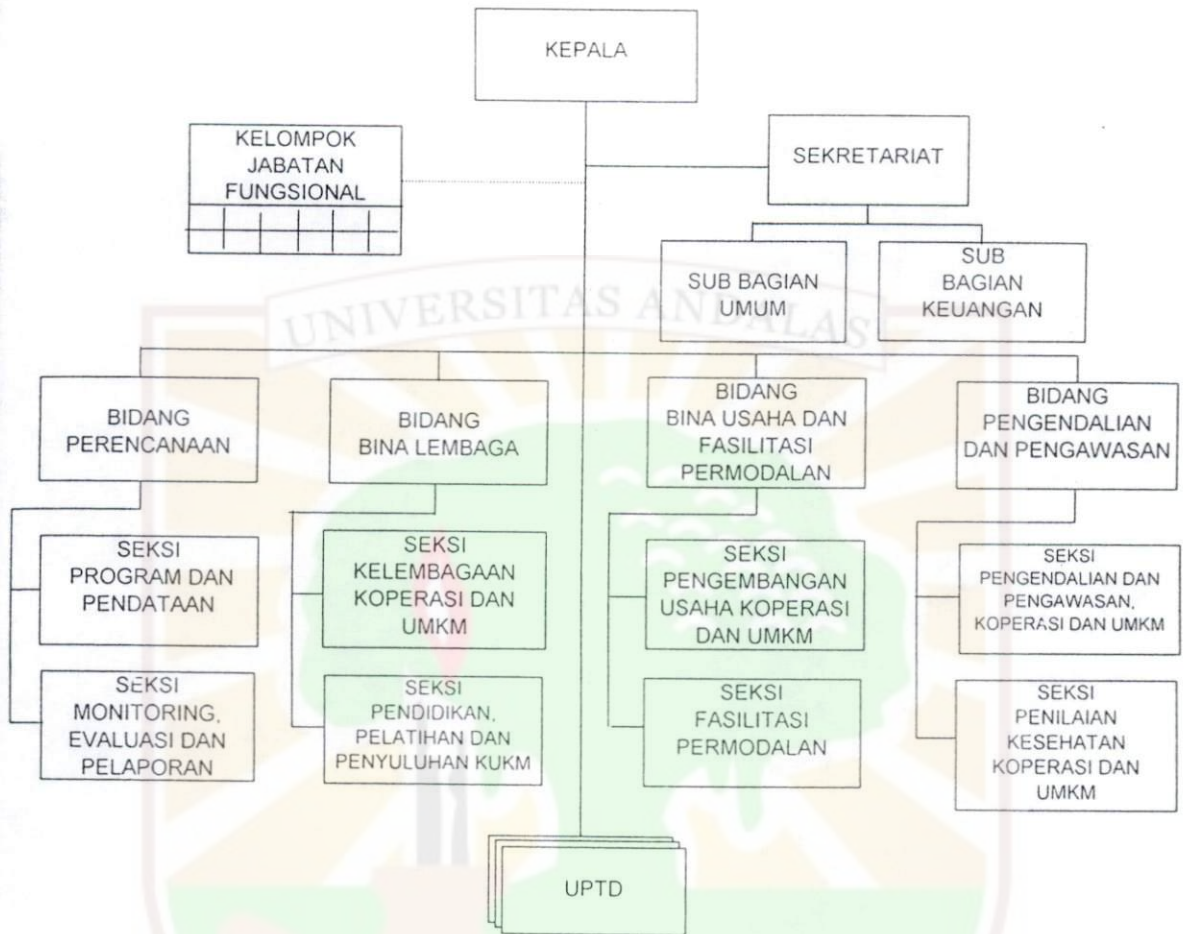 KEPALA
KELOMPOK
JABATAN
FUNGSIONAL
SEKRETARIAT
SUB BAGIAN
UMUM
SUB
BAGIAN
KEUANGAN
UNIVERSITAS ANDALAS
BIDANG
PERENCANAAN
BIDANG
BINA LEMBAGA
BIDANG
BINA USAHA DAN
FASILITASI
PERMODALAN
BIDANG
PENGENDALIAN
DAN PENGAWASAN
SEKSI
PROGRAM DAN
PENDATAAN
SEKSI
KELEMBAGAAN
KOPERASI DAN
UMKM
SEKSI
PENGEMBANGAN
USAHA KOPERASI
DAN UMKM
SEKSI
PENGENDALIAN DAN
PENGAWASAN,
KOPERASI DAN UMKM
SEKSI
MONITORING,
EVALUASI DAN
PELAPORAN
SEKSI
PENDIDIKAN,
PELATIHAN DAN
PENYULUHAN KUKM
SEKSI
FASILITASI
PERMODALAN
SEKSI
PENILAIAN
KESEHATAN
KOPERASI DAN
UMKM
UPTD